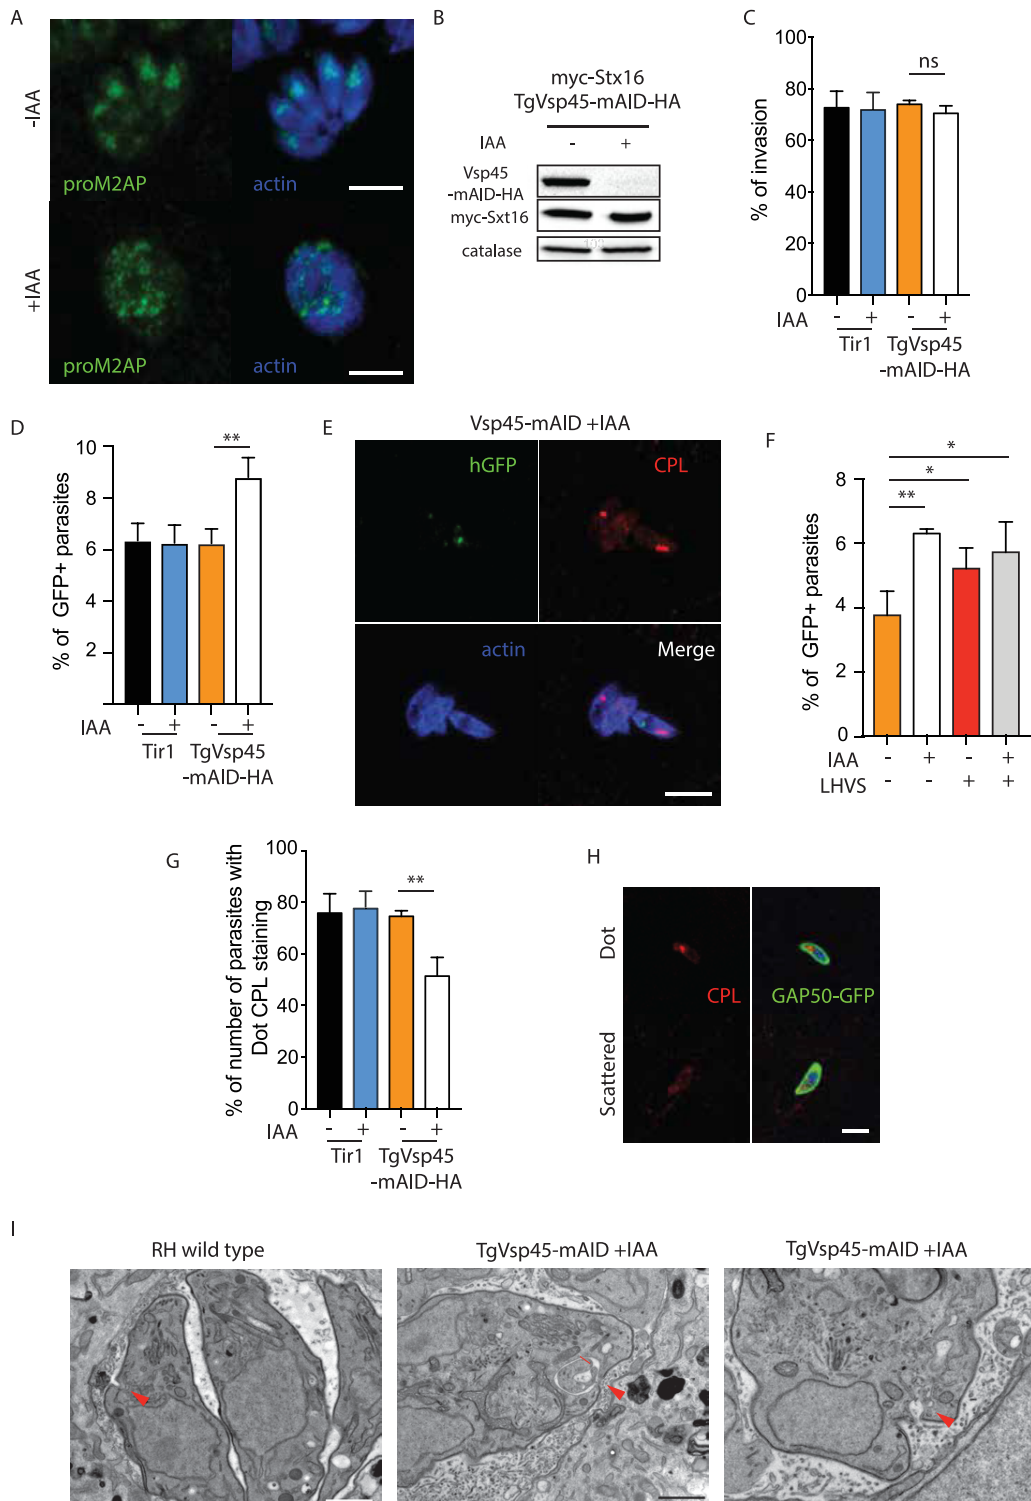 A
-IAA
proM2AP
actin
+IAA
proM2AP
actin
B
myc-Stx16
TgVsp45-mAID-HA
IAA - +
Vsp45
-mAID-HA
myc-Sxt16
catalase
C
% of invasion
100
80
60
40
20
0
ns
IAA - + - +
Tir1
TgVsp45
-mAID-HA
D
% of GFP+ parasites
10
8
6
4
2
**
IAA - + - +
Tir1
TgVsp45
-mAID-HA
E
Vsp45-mAID +IAA
hGFP
CPL
actin
Merge
F
% of GFP+ parasites
8
6
4
2
0
*
*
**
IAA - + - +
LHVS - - + +
G
% of number of parasites with
Dot CPL staining
100
80
60
40
20
0
**
IAA - + - +
Tir1
TgVsp45
-mAID-HA
H
Dot
CPL
GAP50-GFP
Scattered
I
RH wild type
TgVsp45-mAID +IAA
TgVsp45-mAID +IAA